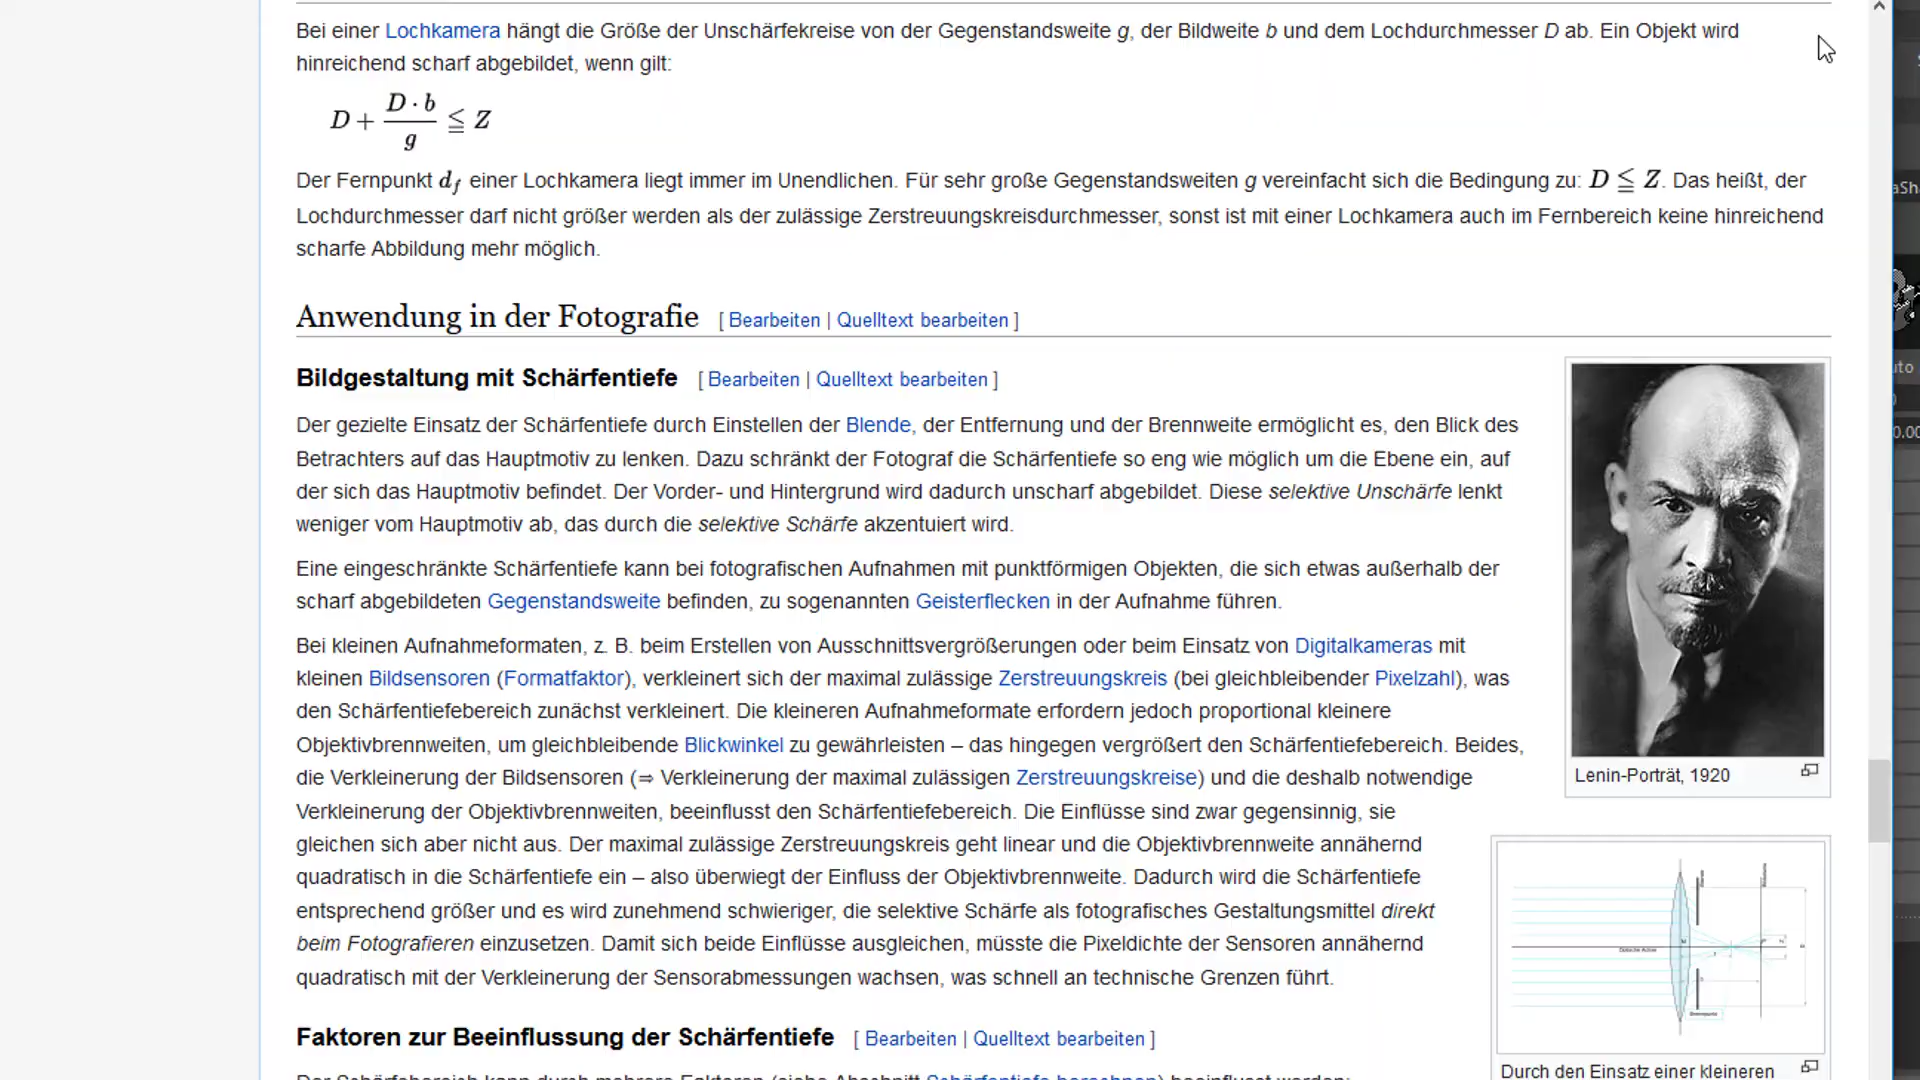 Bei einer Lochkamera hängt die Größe der Unschärfekreise von der Gegenstandsweite g, der Bildweite b und dem Lochdurchmesser D ab. Ein Objekt wird
hinreichend scharf abgebildet, wenn gilt:
D + D · b / g ≦ Z
Der Fernpunkt d_f einer Lochkamera liegt immer im Unendlichen. Für sehr große Gegenstandsweiten g vereinfacht sich die Bedingung zu: D ≦ Z. Das heißt, der
Lochdurchmesser darf nicht größer werden als der zulässige Zerstreuungskreisdurchmesser, sonst ist mit einer Lochkamera auch im Fernbereich keine hinreichend
scharfe Abbildung mehr möglich.
Anwendung in der Fotografie [ Bearbeiten | Quelltext bearbeiten ]
Bildgestaltung mit Schärfentiefe [ Bearbeiten | Quelltext bearbeiten ]
Der gezielte Einsatz der Schärfentiefe durch Einstellen der Blende, der Entfernung und der Brennweite ermöglicht es, den Blick des
Betrachters auf das Hauptmotiv zu lenken. Dazu schränkt der Fotograf die Schärfentiefe so eng wie möglich um die Ebene ein, auf
der sich das Hauptmotiv befindet. Der Vorder- und Hintergrund wird dadurch unscharf abgebildet. Diese selektive Unschärfe lenkt
weniger vom Hauptmotiv ab, das durch die selektive Schärfe akzentuiert wird.
Eine eingeschränkte Schärfentiefe kann bei fotografischen Aufnahmen mit punktförmigen Objekten, die sich etwas außerhalb der
scharf abgebildeten Gegenstandsweite befinden, zu sogenannten Geisterflecken in der Aufnahme führen.
Bei kleinen Aufnahmeformaten, z. B. beim Erstellen von Ausschnittsvergrößerungen oder beim Einsatz von Digitalkameras mit
kleinen Bildsensoren (Formatfaktor), verkleinert sich der maximal zulässige Zerstreuungskreis (bei gleichbleibender Pixelzahl), was
den Schärfentiefebereich zunächst verkleinert. Die kleineren Aufnahmeformate erfordern jedoch proportional kleinere
Objektivbrennweiten, um gleichbleibende Blickwinkel zu gewährleisten – das hingegen vergrößert den Schärfentiefebereich. Beides,
die Verkleinerung der Bildsensoren (⇒ Verkleinerung der maximal zulässigen Zerstreuungskreise) und die deshalb notwendige
Verkleinerung der Objektivbrennweiten, beeinflusst den Schärfentiefebereich. Die Einflüsse sind zwar gegensinnig, sie
gleichen sich aber nicht aus. Der maximal zulässige Zerstreuungskreis geht linear und die Objektivbrennweite annähernd
quadratisch in die Schärfentiefe ein – also überwiegt der Einfluss der Objektivbrennweite. Dadurch wird die Schärfentiefe
entsprechend größer und es wird zunehmend schwieriger, die selektive Schärfe als fotografisches Gestaltungsmittel direkt
beim Fotografieren einzusetzen. Damit sich beide Einflüsse ausgleichen, müsste die Pixeldichte der Sensoren annähernd
quadratisch mit der Verkleinerung der Sensorabmessungen wachsen, was schnell an technische Grenzen führt.
Lenin-Porträt, 1920
Optische Achse
Durch den Einsatz einer kleineren
Faktoren zur Beeinflussung der Schärfentiefe [ Bearbeiten | Quelltext bearbeiten ]
Der Schärfebereich kann durch mehrere Faktoren (siehe Abschnitt Schärfentiefe berechnen) beeinflusst werden: